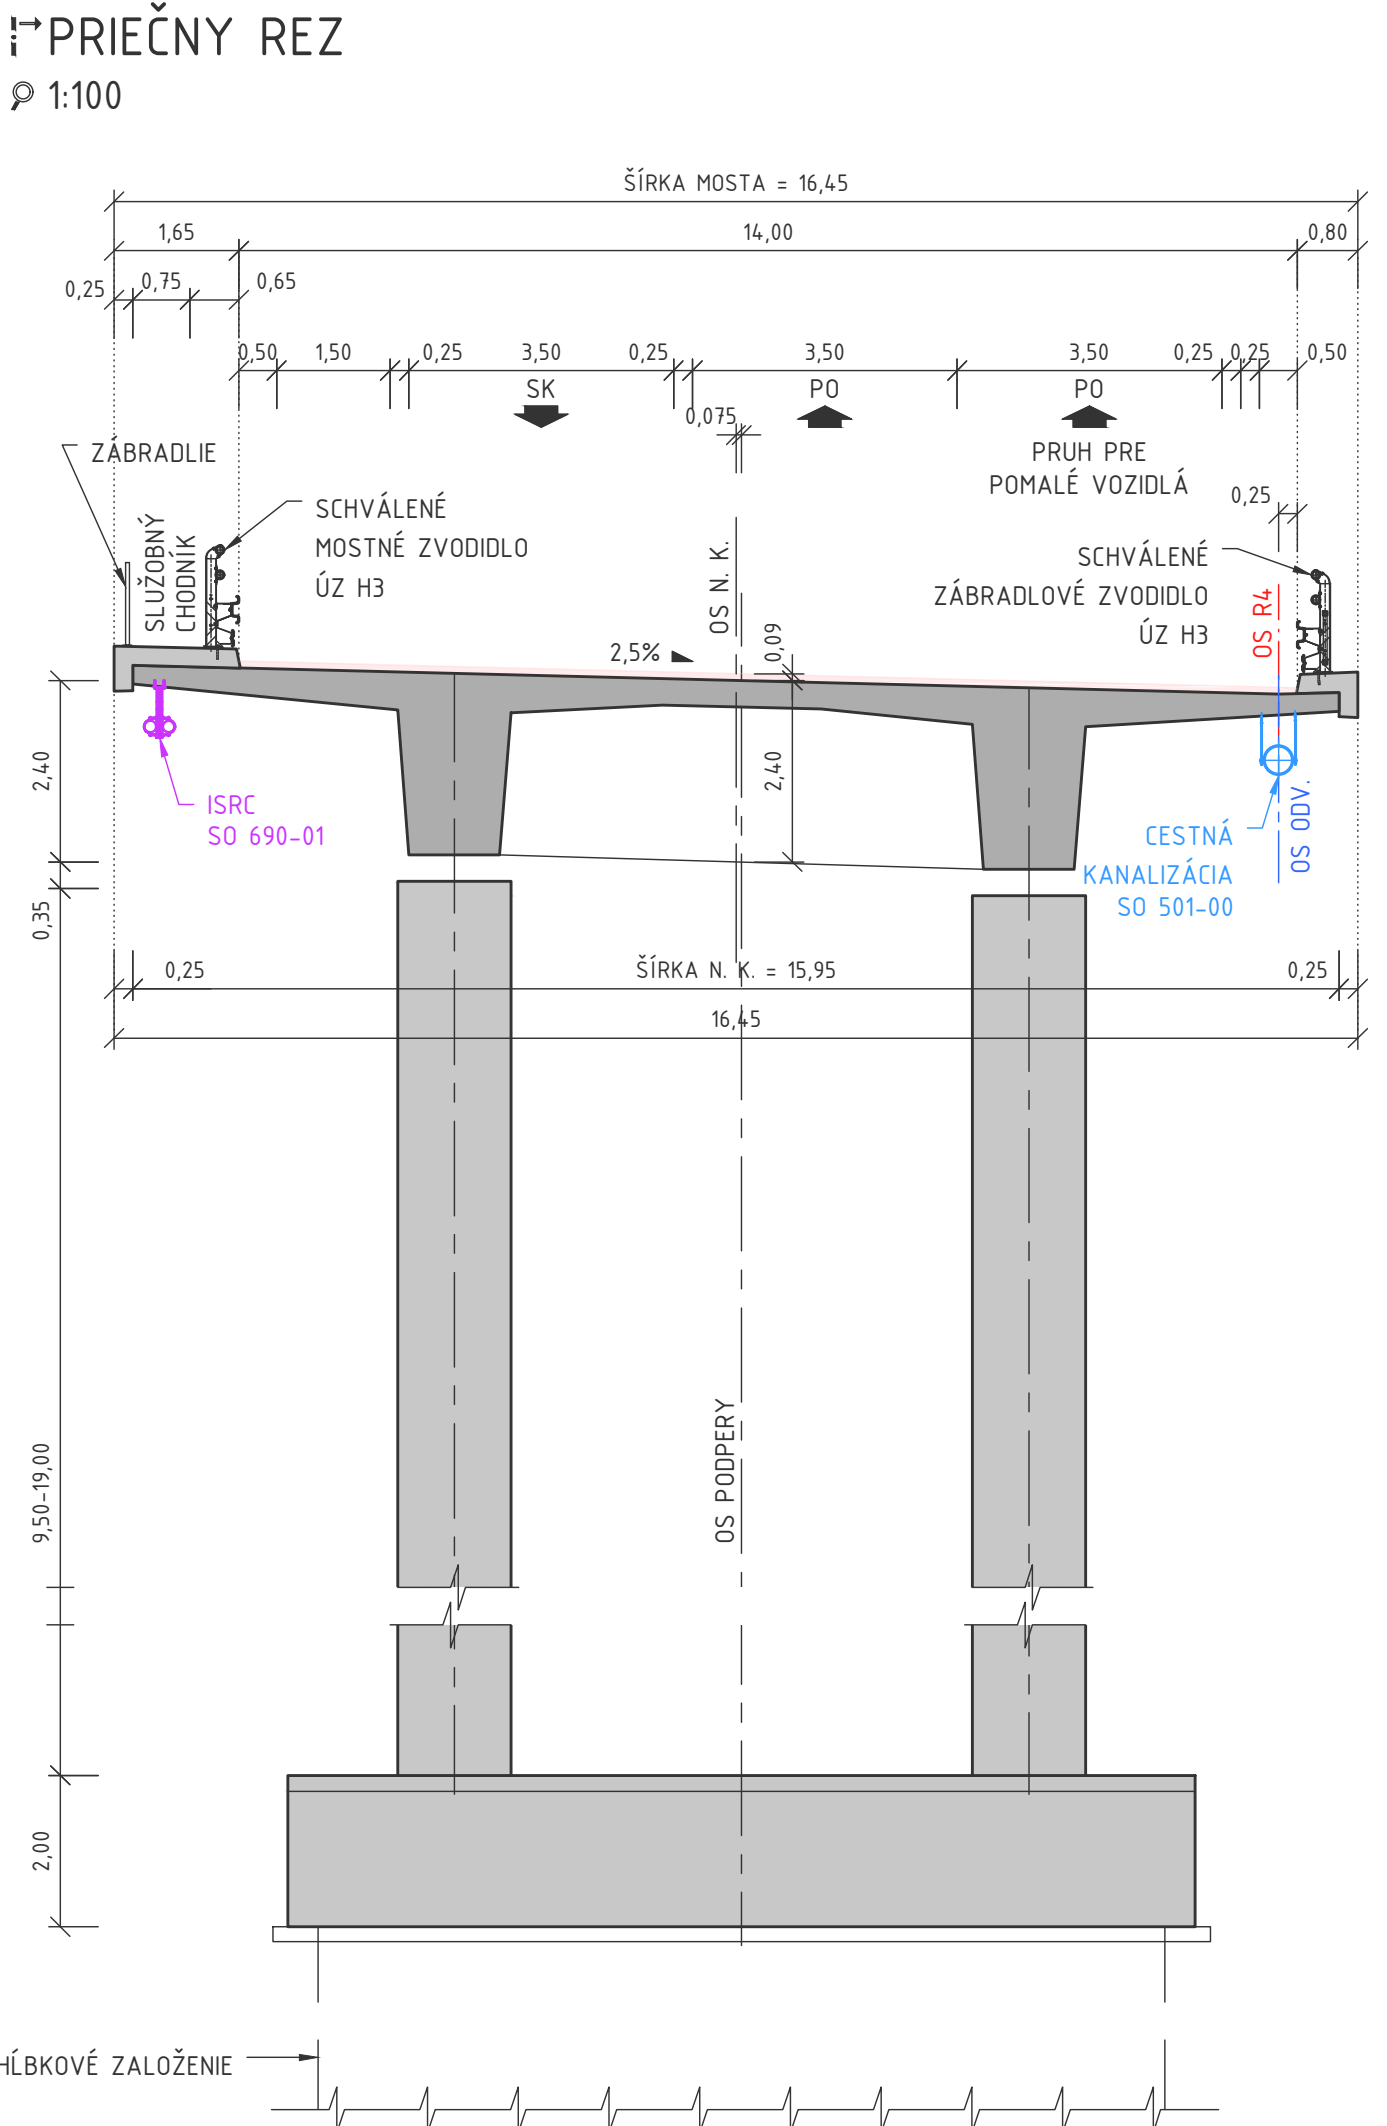 PRIEČNY REZ
1:100
ŠÍRKA MOSTA = 16,45
1,65
14,00
0,80
0,25
0,75
0,65
0,50
1,50
0,25
3,50
0,25
3,50
3,50
0,25
0,25
0,50
SK
PO
PO
0,075
ZÁBRADLIE
PRUH PRE
POMALÉ VOZIDLÁ
0,25
SCHVÁLENÉ
MOSTNÉ ZVODIDLO
ÚZ H3
SLUŽOBNÝ
CHODNÍK
OS N. K.
SCHVÁLENÉ
ZÁBRADLOVÉ ZVODIDLO
ÚZ H3
OS R4
2,5%
0,09
2,40
2,40
ISRC
SO 690-01
CESTNÁ
KANALIZÁCIA
SO 501-00
OS ODV.
0,35
0,25
ŠÍRKA N. K. = 15,95
0,25
16,45
9,50-19,00
OS PODPERY
2,00
HĹBKOVÉ ZALOŽENIE